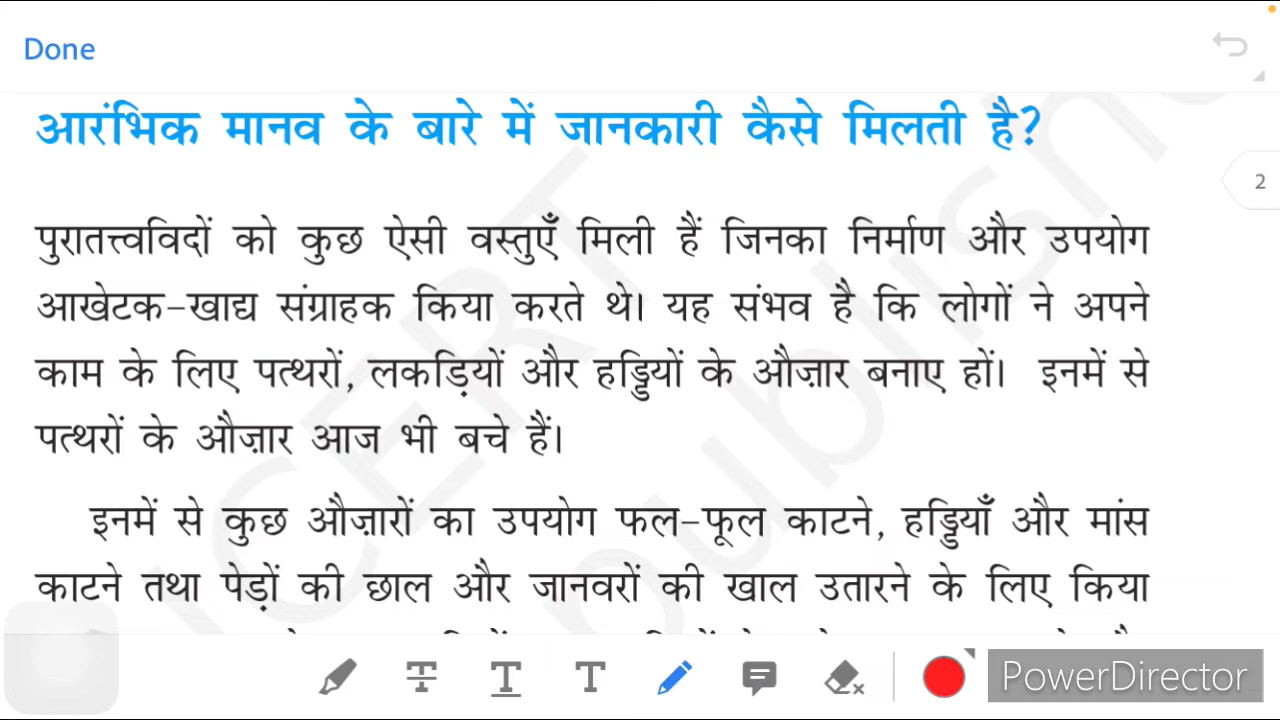 Done
आरंभिक मानव के बारे में जानकारी कैसे मिलती है?
2
पुरातत्त्वविदों को कुछ ऐसी वस्तुएँ मिली हैं जिनका निर्माण और उपयोग
आखेटक-खाद्य संग्राहक किया करते थे। यह संभव है कि लोगों ने अपने
काम के लिए पत्थरों, लकड़ियों और हड्डियों के औज़ार बनाए हों। इनमें से
पत्थरों के औज़ार आज भी बचे हैं।
इनमें से कुछ औज़ारों का उपयोग फल-फूल काटने, हड्डियाँ और मांस
काटने तथा पेड़ों की छाल और जानवरों की खाल उतारने के लिए किया
T T T
PowerDirector